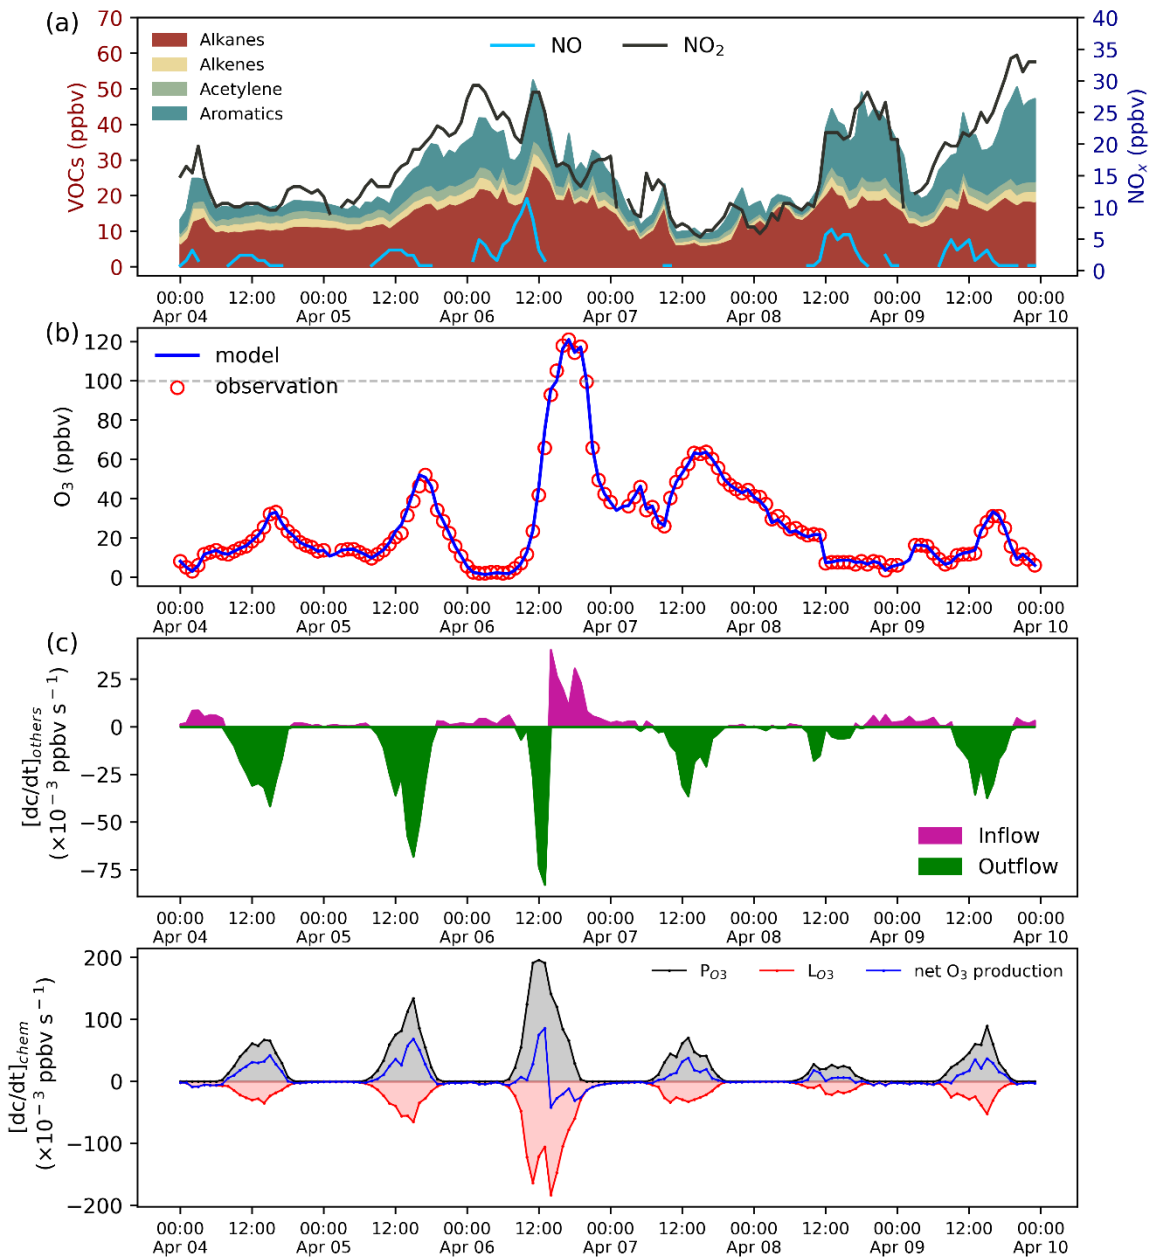 (a)
70
60
50
40
30
20
10
0
VOCs (ppbv)
Alkanes
Alkenes
Acetylene
Aromatics
NO
NO₂
40
35
30
25
20
15
10
5
0
NOₓ (ppbv)
00:00 12:00 00:00 12:00 00:00 12:00 00:00 12:00 00:00 12:00 00:00 12:00 00:00
Apr 04 Apr 05 Apr 06 Apr 07 Apr 08 Apr 09 Apr 10
(b)
120
100
80
60
40
20
0
O₃ (ppbv)
model
observation
00:00 12:00 00:00 12:00 00:00 12:00 00:00 12:00 00:00 12:00 00:00 12:00 00:00
Apr 04 Apr 05 Apr 06 Apr 07 Apr 08 Apr 09 Apr 10
(c)
25
0
−25
−50
−75
[dc/dt]others
(×10⁻³ ppbv s⁻¹)
Inflow
Outflow
00:00 12:00 00:00 12:00 00:00 12:00 00:00 12:00 00:00 12:00 00:00 12:00 00:00
Apr 04 Apr 05 Apr 06 Apr 07 Apr 08 Apr 09 Apr 10
200
100
0
−100
−200
[dc/dt]chem
(×10⁻³ ppbv s⁻¹)
P_O3 L_O3 net O₃ production
00:00 12:00 00:00 12:00 00:00 12:00 00:00 12:00 00:00 12:00 00:00 12:00 00:00
Apr 04 Apr 05 Apr 06 Apr 07 Apr 08 Apr 09 Apr 10